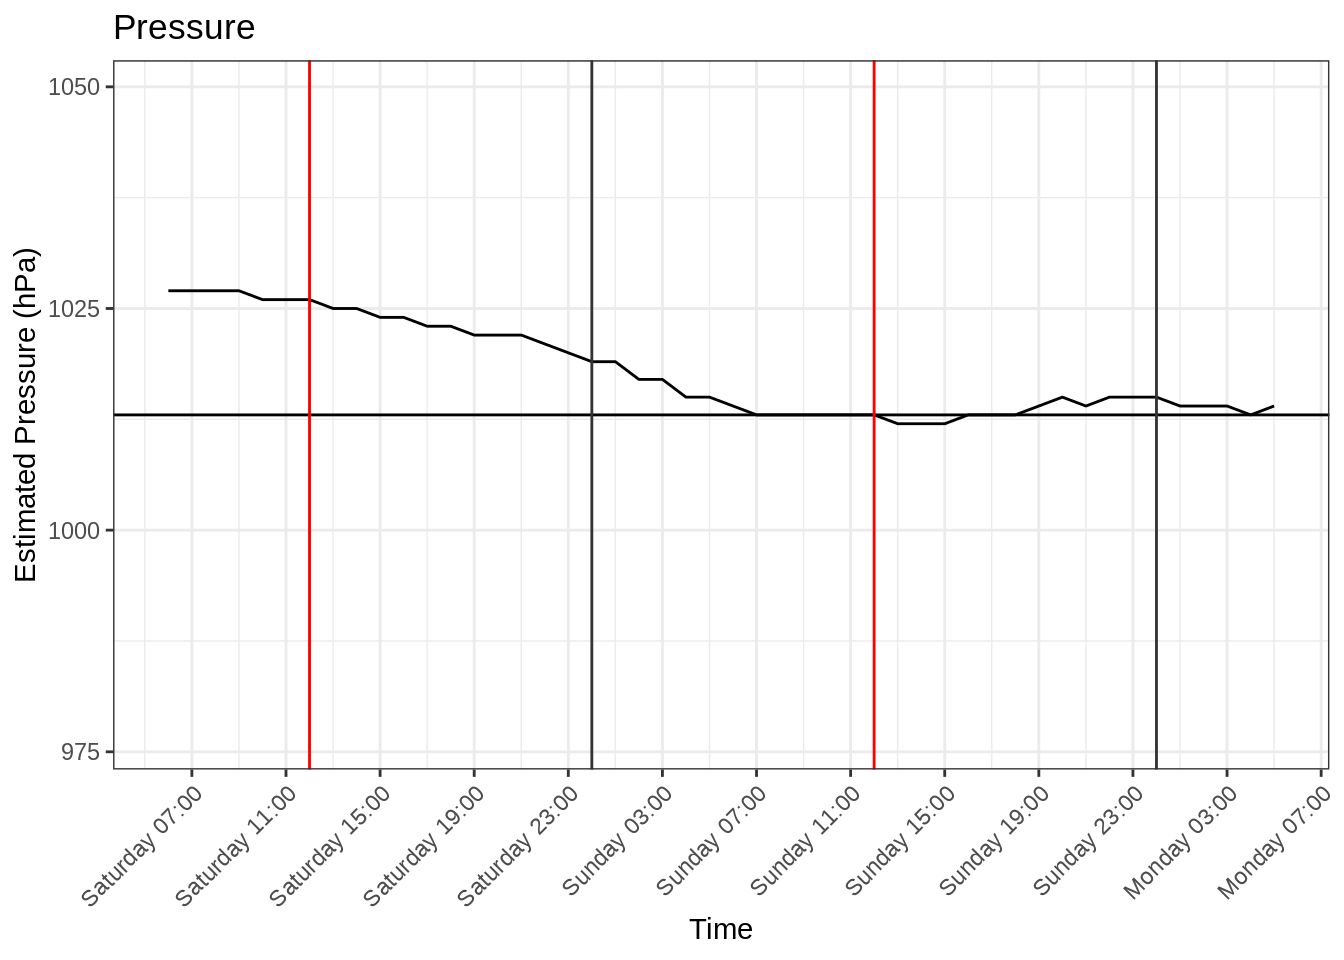 Pressure
Estimated Pressure (hPa)
1050
1025
1000
975
Saturday 07:00
Saturday 11:00
Saturday 15:00
Saturday 19:00
Saturday 23:00
Sunday 03:00
Sunday 07:00
Sunday 11:00
Sunday 15:00
Sunday 19:00
Sunday 23:00
Monday 03:00
Monday 07:00
Time